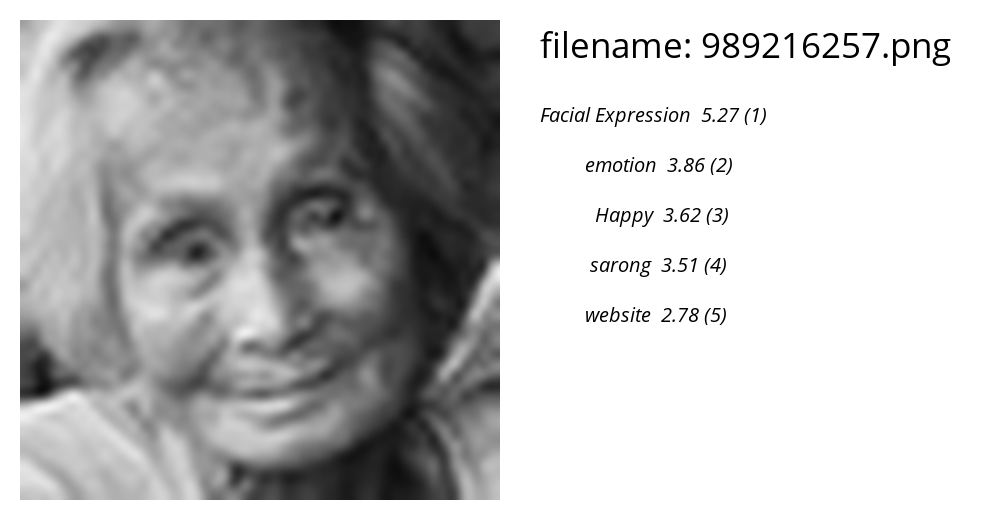 filename: 989216257.png
Facial Expression 5.27 (1)
emotion 3.86 (2)
Happy 3.62 (3)
sarong 3.51 (4)
website 2.78 (5)